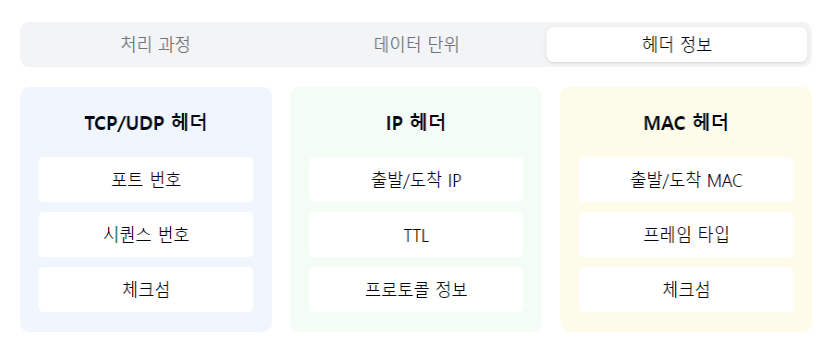 처리 과정
데이터 단위
헤더 정보
TCP/UDP 헤더
포트 번호
시퀀스 번호
체크섬
IP 헤더
출발/도착 IP
TTL
프로토콜 정보
MAC 헤더
출발/도착 MAC
프레임 타입
체크섬